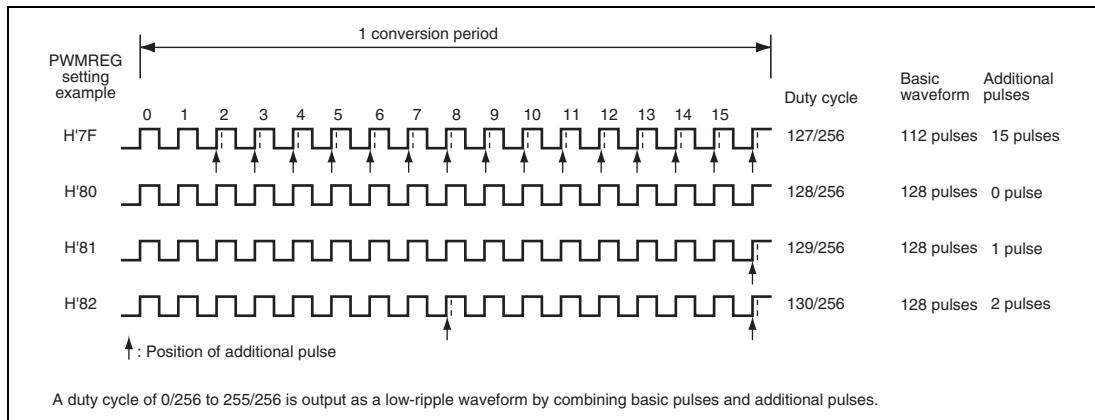 1 conversion period
PWMREG
setting
example
Duty cycle
Basic
waveform
Additional
pulses
0 1 2 3 4 5 6 7 8 9 10 11 12 13 14 15
H'7F 127/256 112 pulses 15 pulses
H'80 128/256 128 pulses 0 pulse
H'81 129/256 128 pulses 1 pulse
H'82 130/256 128 pulses 2 pulses
: Position of additional pulse
A duty cycle of 0/256 to 255/256 is output as a low-ripple waveform by combining basic pulses and additional pulses.